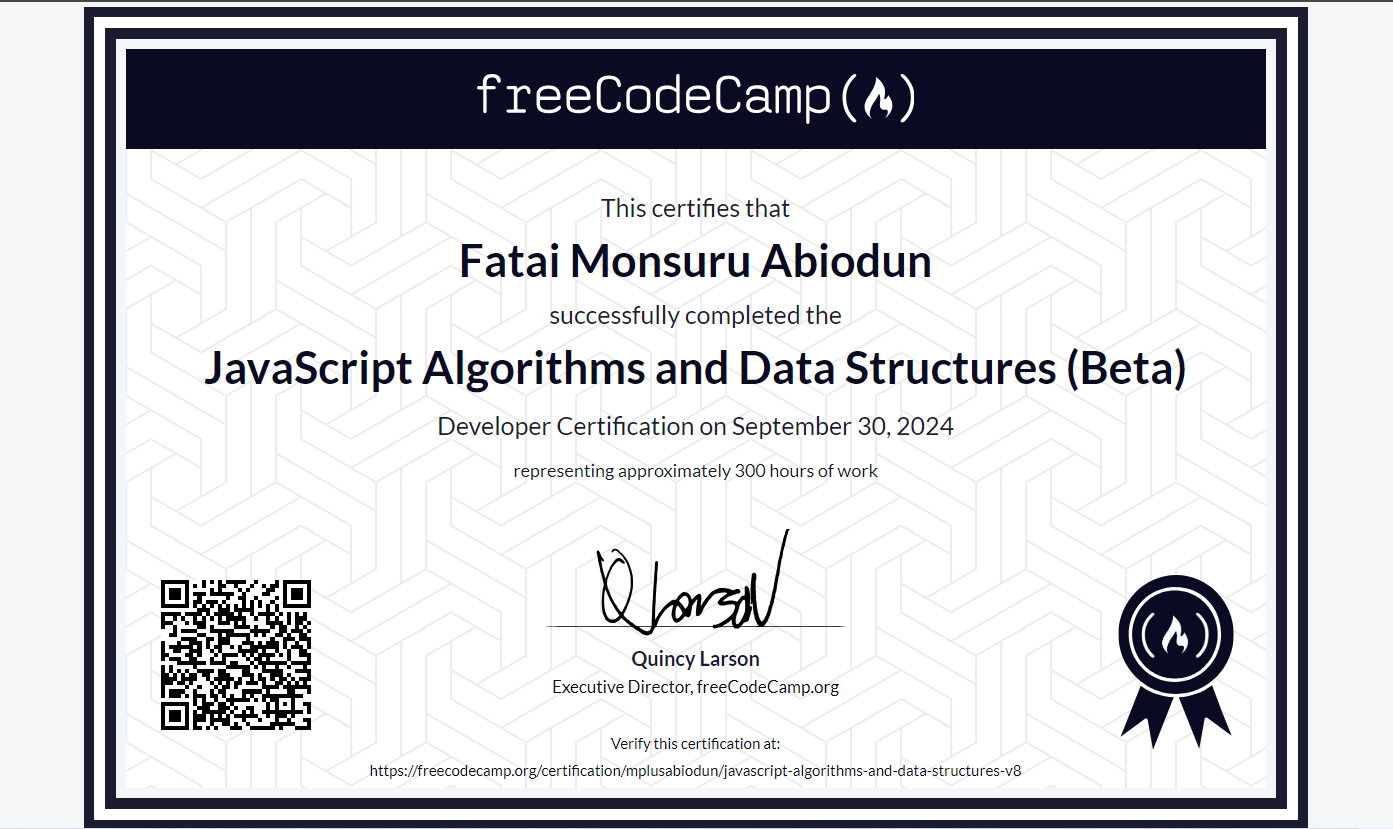 freeCodeCamp
This certifies that
Fatai Monsuru Abiodun
successfully completed the
JavaScript Algorithms and Data Structures (Beta)
Developer Certification on September 30, 2024
representing approximately 300 hours of work
Q Larson
Quincy Larson
Executive Director, freeCodeCamp.org
Verify this certification at:
https://freecodecamp.org/certification/mplusabiodun/javascript-algorithms-and-data-structures-v8